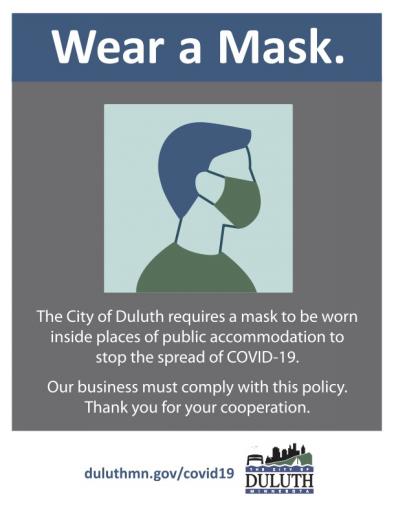 Wear a Mask.
The City of Duluth requires a mask to be worn
inside places of public accommodation to
stop the spread of COVID-19.
Our business must comply with this policy.
Thank you for your cooperation.
duluthmn.gov/covid19
THE CITY OF
DULUTH
MINNESOTA